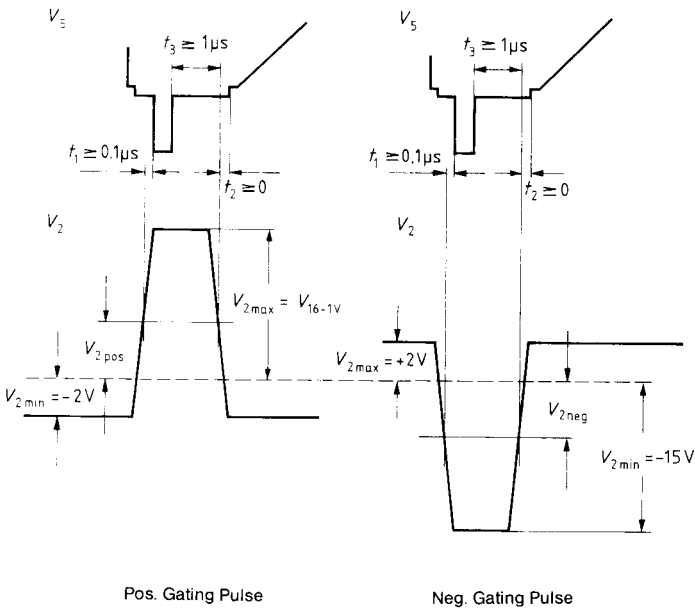 V5
V5
t3 ≥ 1µs
t3 ≥ 1µs
t1 ≥ 0.1µs
t1 ≥ 0,1µs
t2 ≥ 0
t2 ≥ 0
V2
V2
V2max = V16-1V
V2pos
V2max = +2V
V2min = -2V
V2neg
V2min = -15V
Pos. Gating Pulse
Neg. Gating Pulse